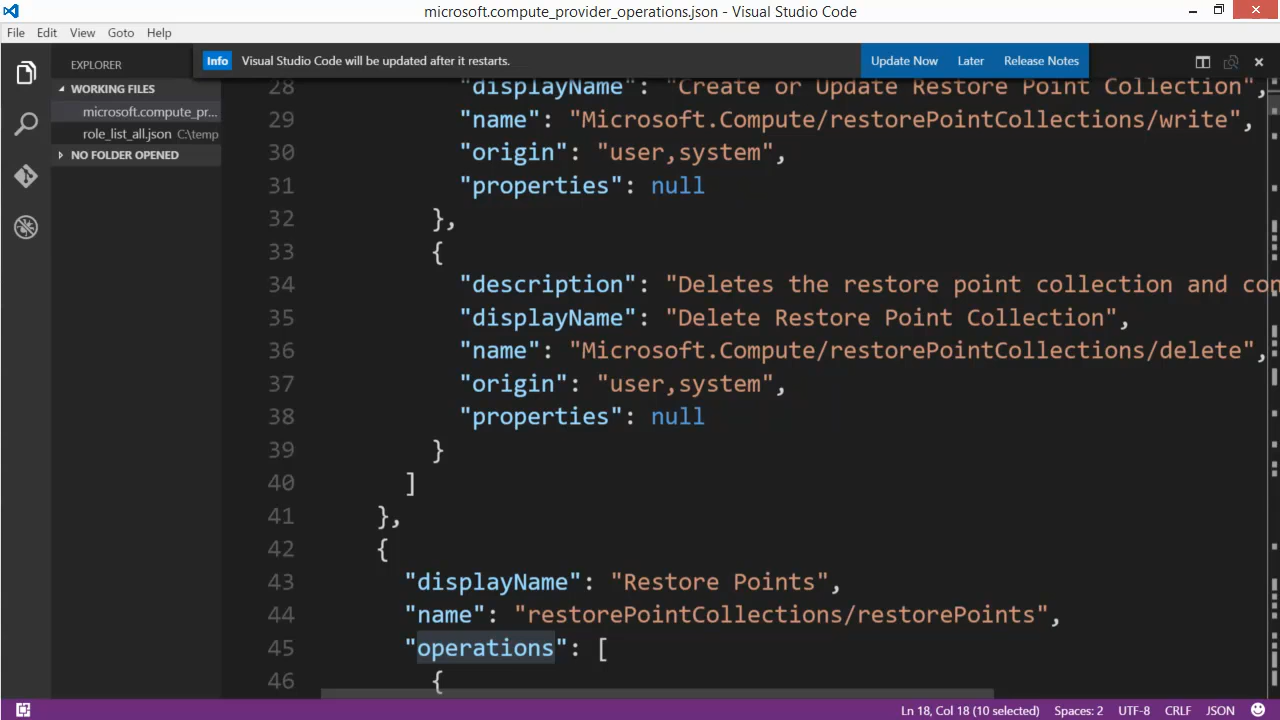 microsoft.compute_provider_operations.json - Visual Studio Code
File Edit View Goto Help
EXPLORER
Info Visual Studio Code will be updated after it restarts.
Update Now Later Release Notes
WORKING FILES
microsoft.compute_pr...
role_list_all.json C:\temp
NO FOLDER OPENED
28 "displayName": "Create or Update Restore Point Collection",
29 "name": "Microsoft.Compute/restorePointCollections/write",
30 "origin": "user,system",
31 "properties": null
32 },
33 {
34 "description": "Deletes the restore point collection and con
35 "displayName": "Delete Restore Point Collection",
36 "name": "Microsoft.Compute/restorePointCollections/delete",
37 "origin": "user,system",
38 "properties": null
39 }
40 ]
41 },
42 {
43 "displayName": "Restore Points",
44 "name": "restorePointCollections/restorePoints",
45 "operations": [
46 {
Ln 18, Col 18 (10 selected) Spaces: 2 UTF-8 CRLF JSON